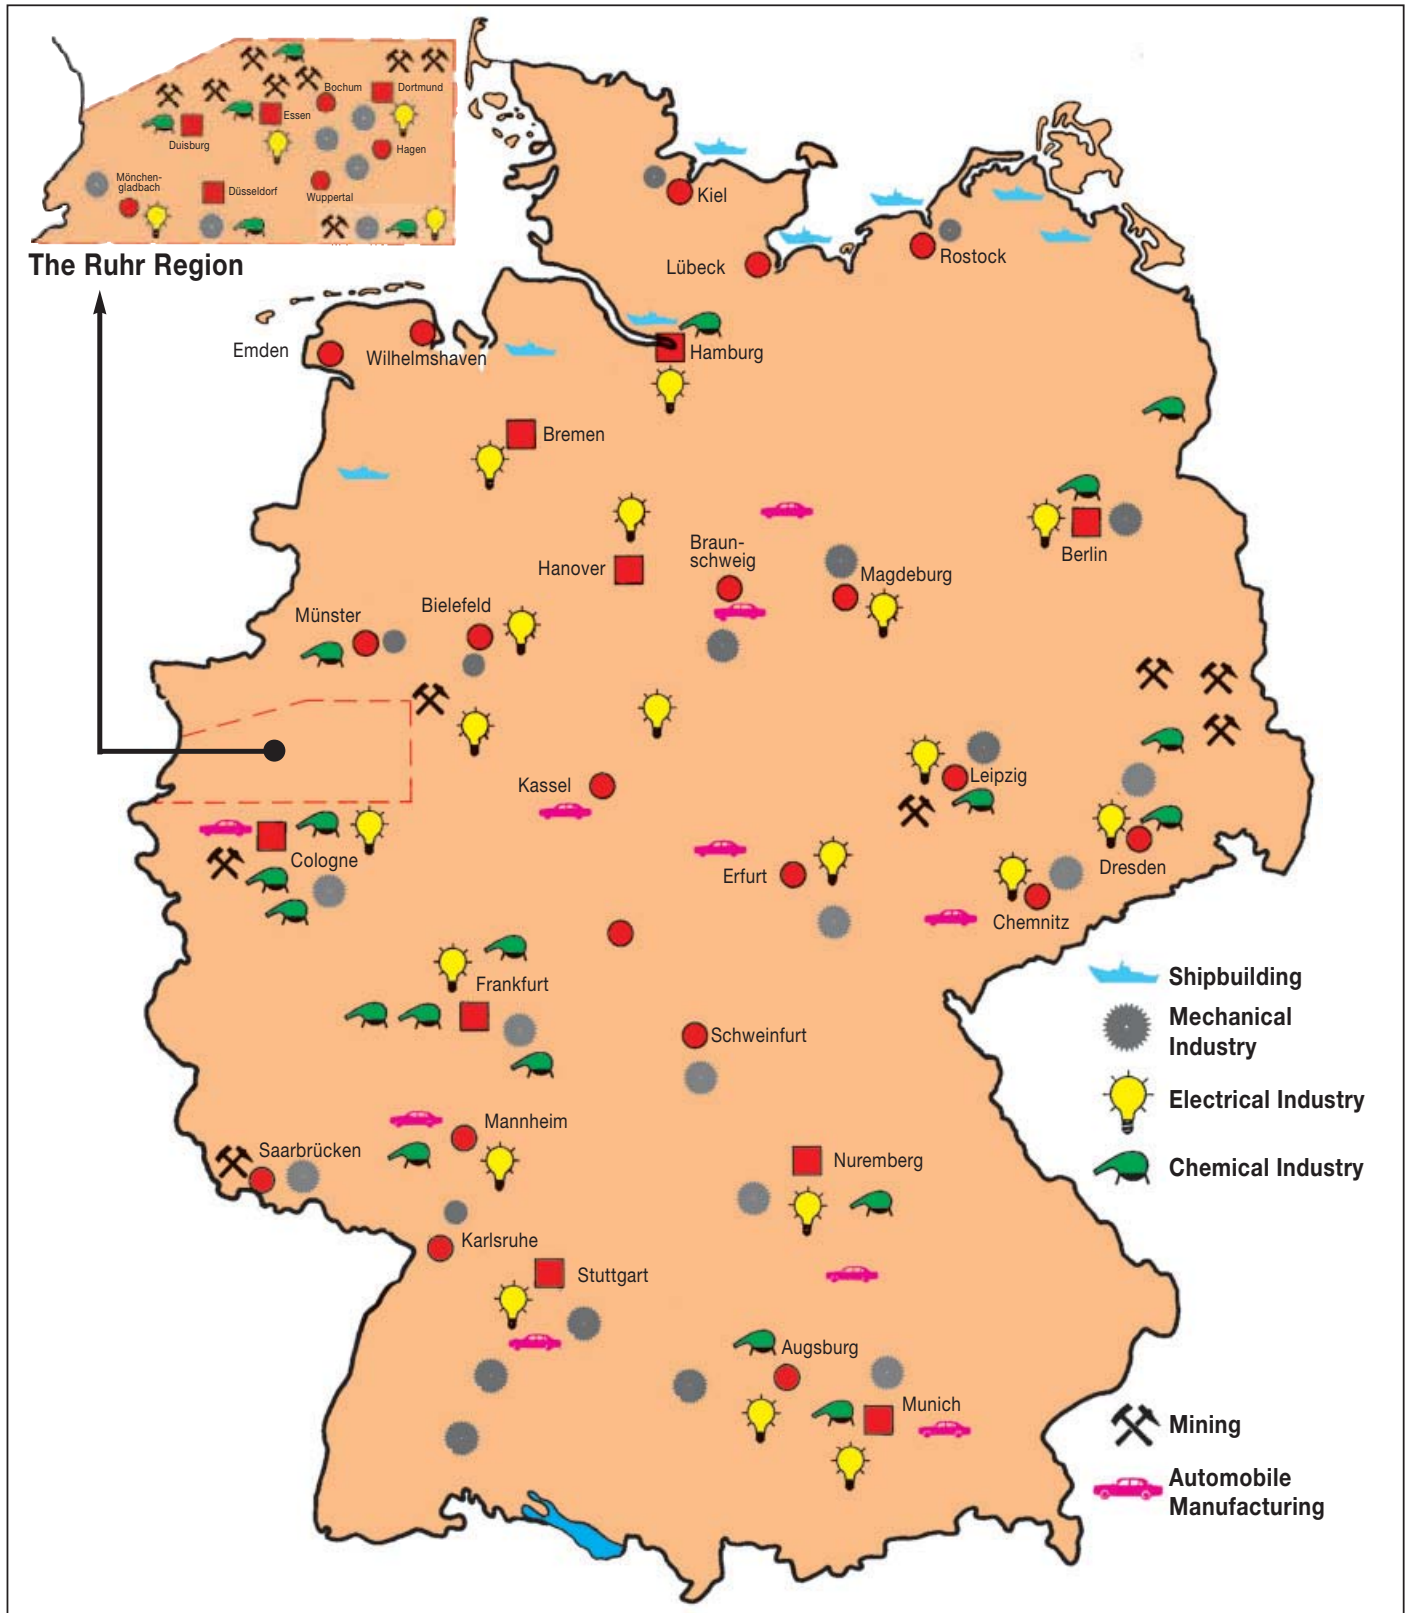 Bochum
Dortmund
Essen
Duisburg
Hagen
Mönchen-
gladbach
Düsseldorf
Wuppertal
The Ruhr Region
Kiel
Lübeck
Rostock
Emden
Wilhelmshaven
Hamburg
Bremen
Hanover
Braun-
schweig
Magdeburg
Berlin
Münster
Bielefeld
Kassel
Leipzig
Cologne
Erfurt
Dresden
Chemnitz
Frankfurt
Schweinfurt
Mannheim
Saarbrücken
Nuremberg
Karlsruhe
Stuttgart
Augsburg
Munich
Shipbuilding
Mechanical
Industry
Electrical Industry
Chemical Industry
Mining
Automobile
Manufacturing